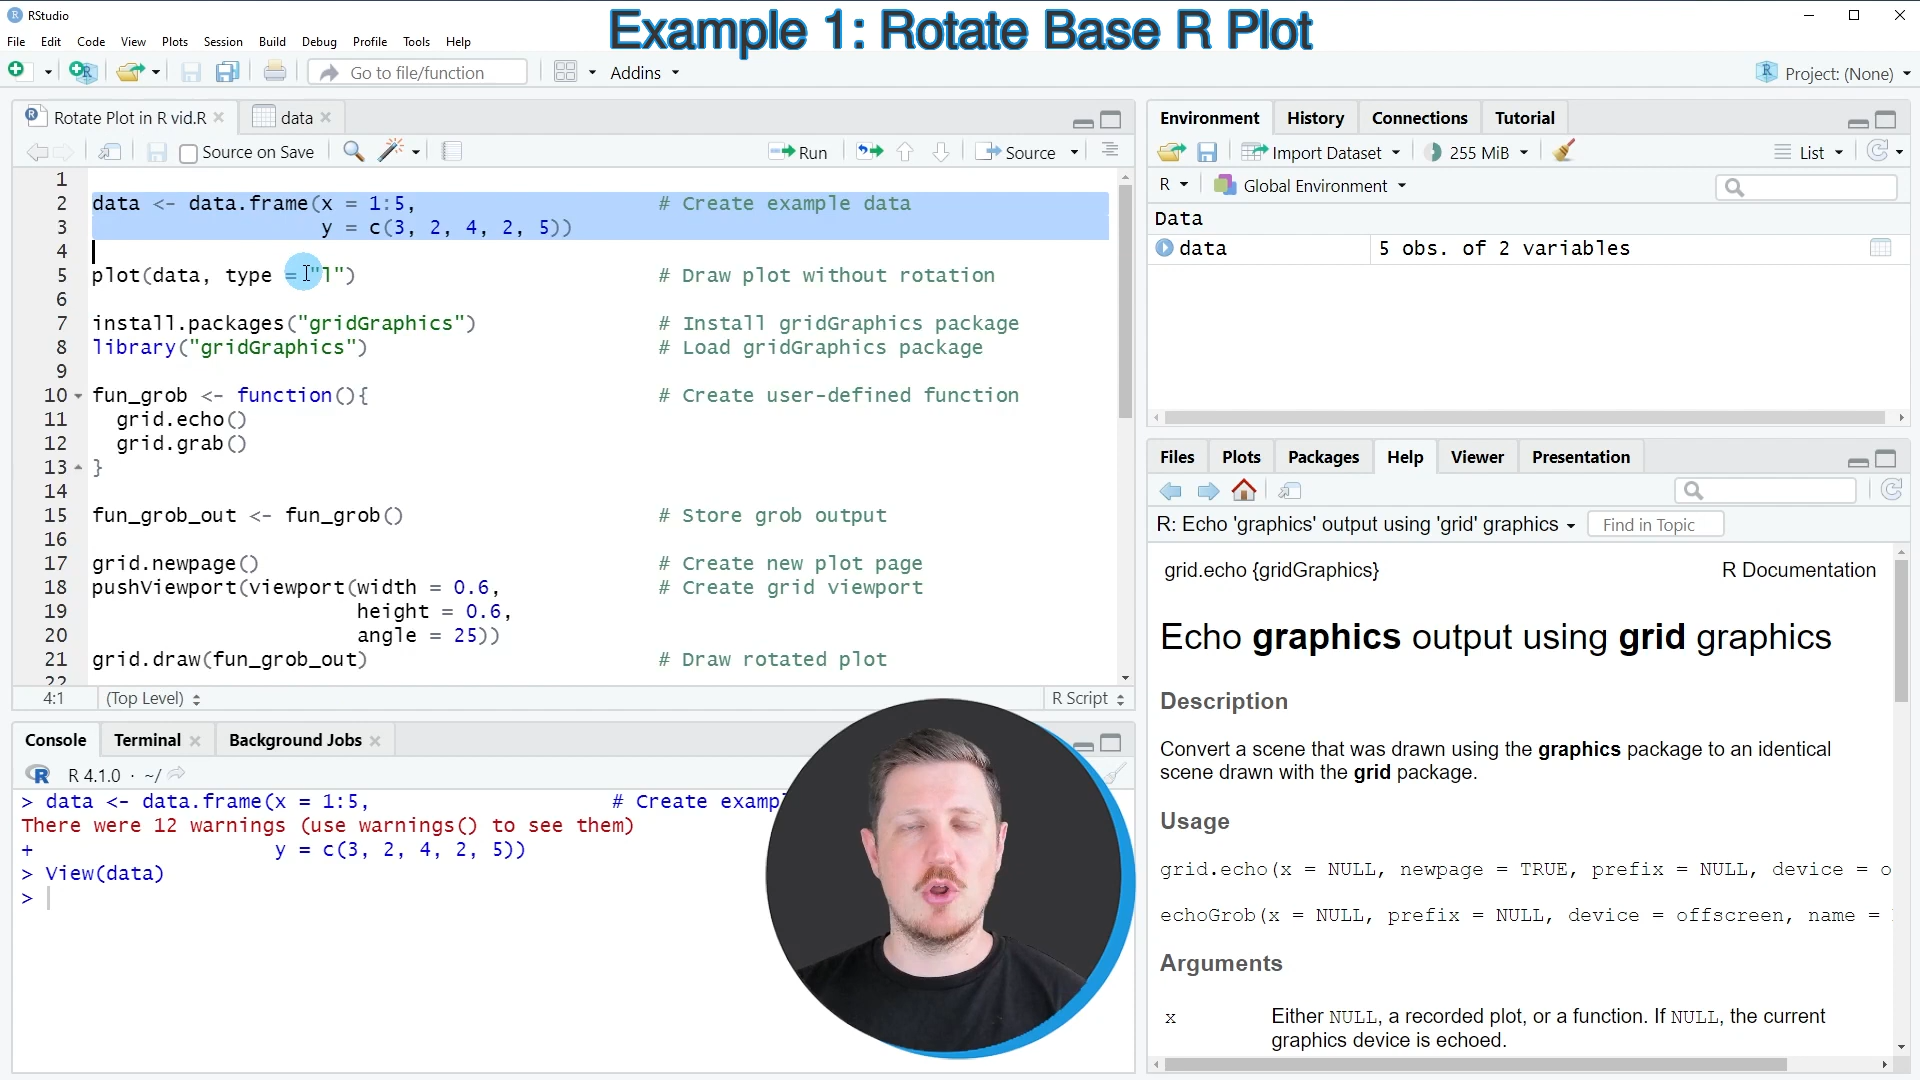 RStudio
Example 1: Rotate Base R Plot
File Edit Code View Plots Session Build Debug Profile Tools Help
Go to file/function Addins Project: (None)
Rotate Plot in R vid.R data
Source on Save Run Source
1
2 data <- data.frame(x = 1:5, # Create example data
3 y = c(3, 2, 4, 2, 5))
4
5 plot(data, type = "l") # Draw plot without rotation
6
7 install.packages("gridGraphics") # Install gridGraphics package
8 library("gridGraphics") # Load gridGraphics package
9
10 fun_grob <- function(){ # Create user-defined function
11 grid.echo()
12 grid.grab()
13 }
14
15 fun_grob_out <- fun_grob() # Store grob output
16
17 grid.newpage() # Create new plot page
18 pushViewport(viewport(width = 0.6, # Create grid viewport
19 height = 0.6,
20 angle = 25))
21 grid.draw(fun_grob_out) # Draw rotated plot
22
4:1 (Top Level) R Script
Console Terminal Background Jobs
R 4.1.0 · ~/
> data <- data.frame(x = 1:5, # Create examp
There were 12 warnings (use warnings() to see them)
+ y = c(3, 2, 4, 2, 5))
> View(data)
>
Environment History Connections Tutorial
Import Dataset 255 MiB List
R Global Environment
Data
data 5 obs. of 2 variables
Files Plots Packages Help Viewer Presentation
R: Echo 'graphics' output using 'grid' graphics Find in Topic
grid.echo {gridGraphics} R Documentation
Echo graphics output using grid graphics
Description
Convert a scene that was drawn using the graphics package to an identical
scene drawn with the grid package.
Usage
grid.echo(x = NULL, newpage = TRUE, prefix = NULL, device = o
echoGrob(x = NULL, prefix = NULL, device = offscreen, name =
Arguments
x Either NULL, a recorded plot, or a function. If NULL, the current
graphics device is echoed.